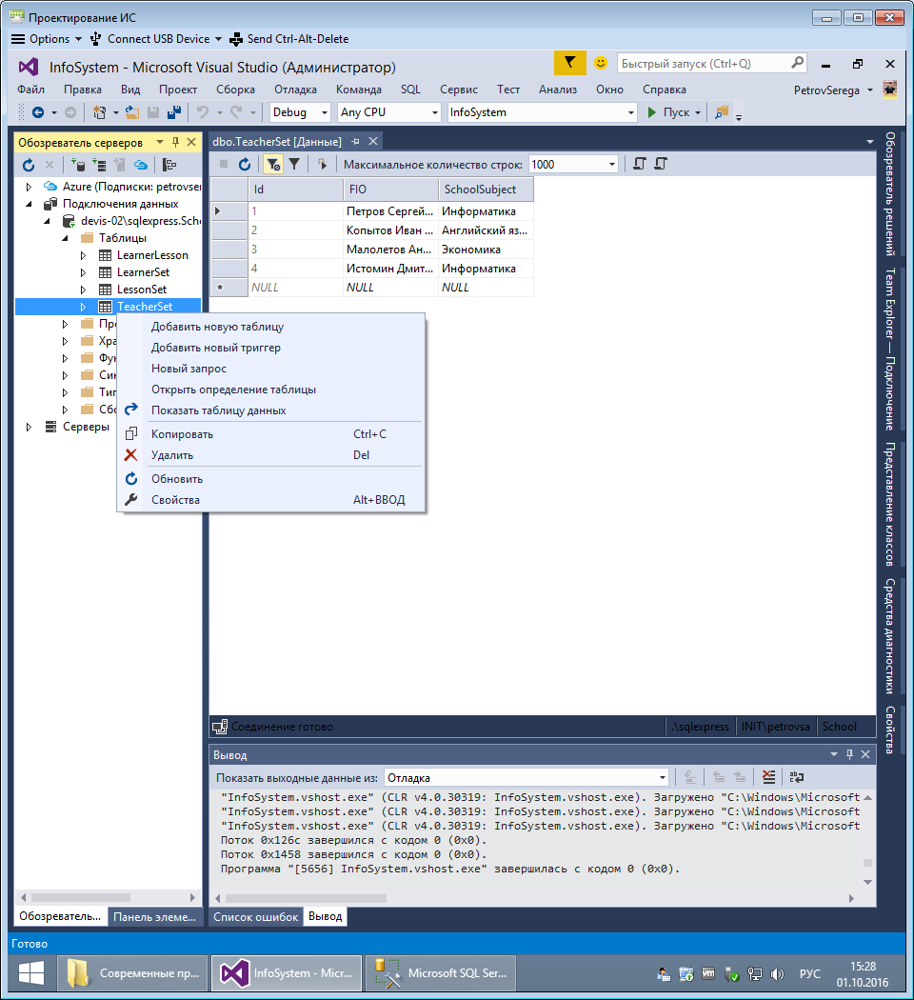 Проектирование ИС
Options Connect USB Device Send Ctrl-Alt-Delete
InfoSystem - Microsoft Visual Studio (Администратор) Быстрый запуск (Ctrl+Q)
Файл Правка Вид Проект Сборка Отладка Команда SQL Сервис Тест Анализ Окно Справка PetrovSerega
Debug Any CPU InfoSystem Пуск
Обозреватель серверов
dbo.TeacherSet [Данные]
Максимальное количество строк: 1000
Azure (Подписки: petrovser
Подключения данных
devis-02\sqlexpress.Scho
Таблицы
LearnerLesson
LearnerSet
LessonSet
TeacherSet
Пре
Хра
Фун
Син
Тип
Сбо
Серверы
Id FIO SchoolSubject
1 Петров Сергей... Информатика
2 Копытов Иван ... Английский яз...
3 Малолетов Ан... Экономика
4 Истомин Дмит... Информатика
* NULL NULL NULL
Добавить новую таблицу
Добавить новый триггер
Новый запрос
Открыть определение таблицы
Показать таблицу данных
Копировать Ctrl+C
Удалить Del
Обновить
Свойства Alt+ВВОД
Обозреватель решений
Team Explorer — Подключение
Представление классов
Средства диагностики
Свойства
Соединение готово .\sqlexpress INIT\petrovsa School
Вывод
Показать выходные данные из: Отладка
"InfoSystem.vshost.exe" (CLR v4.0.30319: InfoSystem.vshost.exe). Загружено "C:\Windows\Microsoft
"InfoSystem.vshost.exe" (CLR v4.0.30319: InfoSystem.vshost.exe). Загружено "C:\Windows\Microsoft
"InfoSystem.vshost.exe" (CLR v4.0.30319: InfoSystem.vshost.exe). Загружено "C:\Windows\Microsoft
Поток 0x126c завершился с кодом 0 (0x0).
Поток 0x1458 завершился с кодом 0 (0x0).
Программа "[5656] InfoSystem.vshost.exe" завершилась с кодом 0 (0x0).
Обозреватель... Панель элеме... Список ошибок Вывод
Готово
Современные пр... InfoSystem - Micr... Microsoft SQL Ser... РУС 15:28
01.10.2016